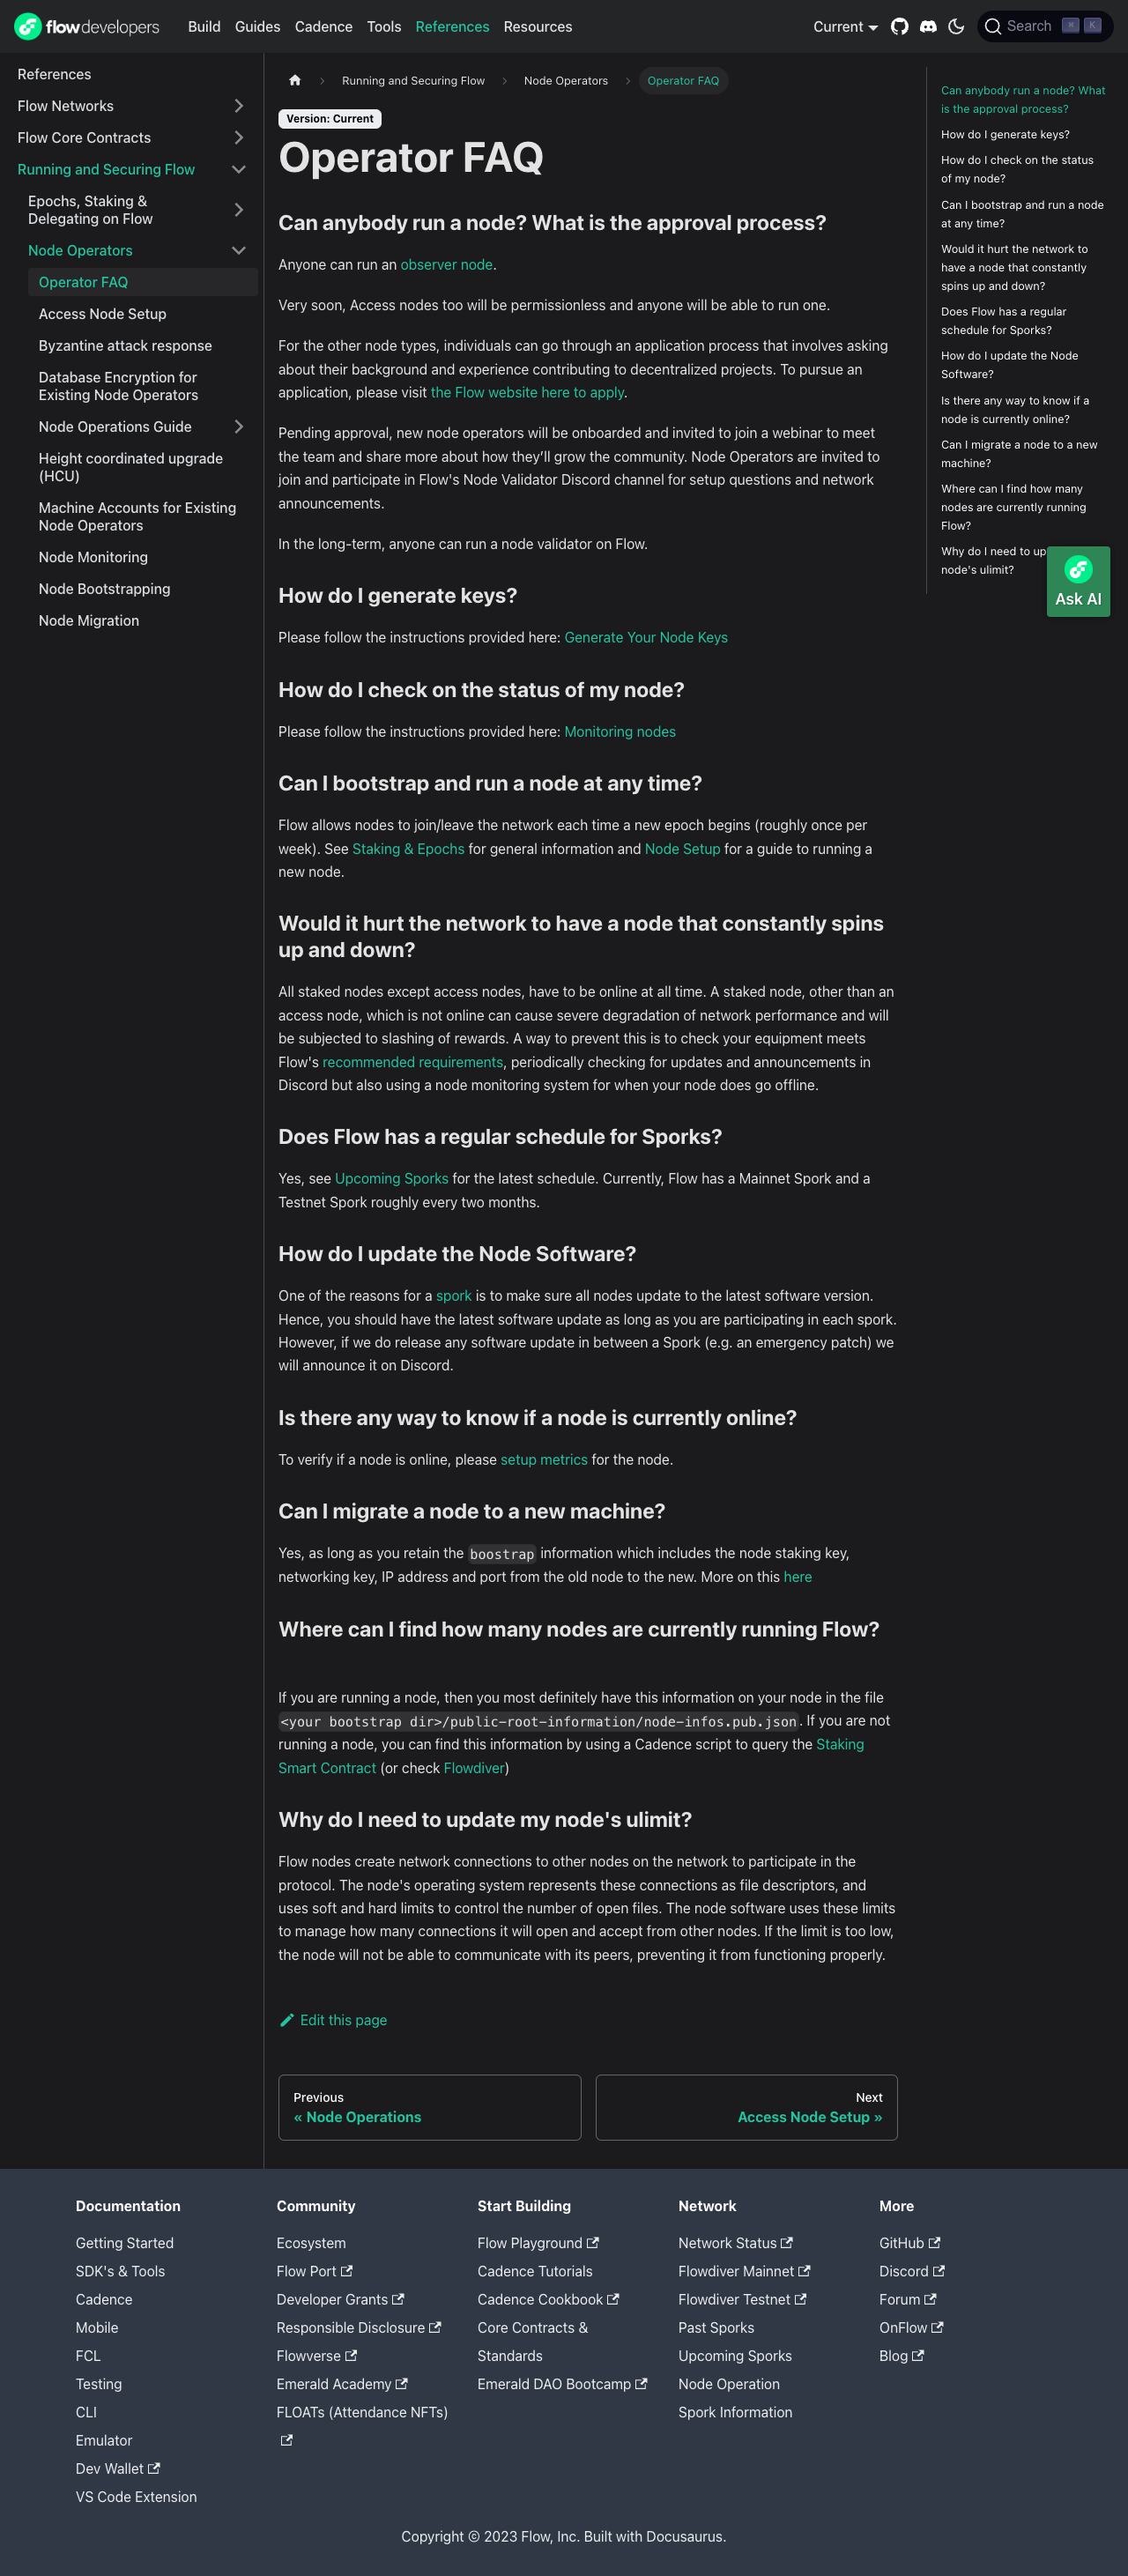 flowdevelopers
Build
Guides
Cadence
Tools
References
Resources
Current
Search
⌘ K
References
Flow Networks
Flow Core Contracts
Running and Securing Flow
Epochs, Staking &
Delegating on Flow
Node Operators
Operator FAQ
Access Node Setup
Byzantine attack response
Database Encryption for
Existing Node Operators
Node Operations Guide
Height coordinated upgrade
(HCU)
Machine Accounts for Existing
Node Operators
Node Monitoring
Node Bootstrapping
Node Migration
Running and Securing Flow
Node Operators
Operator FAQ
Version: Current
Operator FAQ
Can anybody run a node? What is the approval process?
Anyone can run an observer node.
Very soon, Access nodes too will be permissionless and anyone will be able to run one.
For the other node types, individuals can go through an application process that involves asking
about their background and experience contributing to decentralized projects. To pursue an
application, please visit the Flow website here to apply.
Pending approval, new node operators will be onboarded and invited to join a webinar to meet
the team and share more about how they'll grow the community. Node Operators are invited to
join and participate in Flow's Node Validator Discord channel for setup questions and network
announcements.
In the long-term, anyone can run a node validator on Flow.
How do I generate keys?
Please follow the instructions provided here: Generate Your Node Keys
How do I check on the status of my node?
Please follow the instructions provided here: Monitoring nodes
Can I bootstrap and run a node at any time?
Flow allows nodes to join/leave the network each time a new epoch begins (roughly once per
week). See Staking & Epochs for general information and Node Setup for a guide to running a
new node.
Would it hurt the network to have a node that constantly spins
up and down?
All staked nodes except access nodes, have to be online at all time. A staked node, other than an
access node, which is not online can cause severe degradation of network performance and will
be subjected to slashing of rewards. A way to prevent this is to check your equipment meets
Flow's recommended requirements, periodically checking for updates and announcements in
Discord but also using a node monitoring system for when your node does go offline.
Does Flow has a regular schedule for Sporks?
Yes, see Upcoming Sporks for the latest schedule. Currently, Flow has a Mainnet Spork and a
Testnet Spork roughly every two months.
How do I update the Node Software?
One of the reasons for a spork is to make sure all nodes update to the latest software version.
Hence, you should have the latest software update as long as you are participating in each spork.
However, if we do release any software update in between a Spork (e.g. an emergency patch) we
will announce it on Discord.
Is there any way to know if a node is currently online?
To verify if a node is online, please setup metrics for the node.
Can I migrate a node to a new machine?
Yes, as long as you retain the boostrap information which includes the node staking key,
networking key, IP address and port from the old node to the new. More on this here
Where can I find how many nodes are currently running Flow?
If you are running a node, then you most definitely have this information on your node in the file
<your bootstrap dir>/public-root-information/node-infos.pub.json. If you are not
running a node, you can find this information by using a Cadence script to query the Staking
Smart Contract (or check Flowdiver)
Why do I need to update my node's ulimit?
Flow nodes create network connections to other nodes on the network to participate in the
protocol. The node's operating system represents these connections as file descriptors, and
uses soft and hard limits to control the number of open files. The node software uses these limits
to manage how many connections it will open and accept from other nodes. If the limit is too low,
the node will not be able to communicate with its peers, preventing it from functioning properly.
Edit this page
Previous
« Node Operations
Next
Access Node Setup »
Can anybody run a node? What
is the approval process?
How do I generate keys?
How do I check on the status
of my node?
Can I bootstrap and run a node
at any time?
Would it hurt the network to
have a node that constantly
spins up and down?
Does Flow has a regular
schedule for Sporks?
How do I update the Node
Software?
Is there any way to know if a
node is currently online?
Can I migrate a node to a new
machine?
Where can I find how many
nodes are currently running
Flow?
Why do I need to up
node's ulimit?
Ask AI
Documentation
Getting Started
SDK's & Tools
Cadence
Mobile
FCL
Testing
CLI
Emulator
Dev Wallet
VS Code Extension
Community
Ecosystem
Flow Port
Developer Grants
Responsible Disclosure
Flowverse
Emerald Academy
FLOATs (Attendance NFTs)
Start Building
Flow Playground
Cadence Tutorials
Cadence Cookbook
Core Contracts &
Standards
Emerald DAO Bootcamp
Network
Network Status
Flowdiver Mainnet
Flowdiver Testnet
Past Sporks
Upcoming Sporks
Node Operation
Spork Information
More
GitHub
Discord
Forum
OnFlow
Blog
Copyright © 2023 Flow, Inc. Built with Docusaurus.